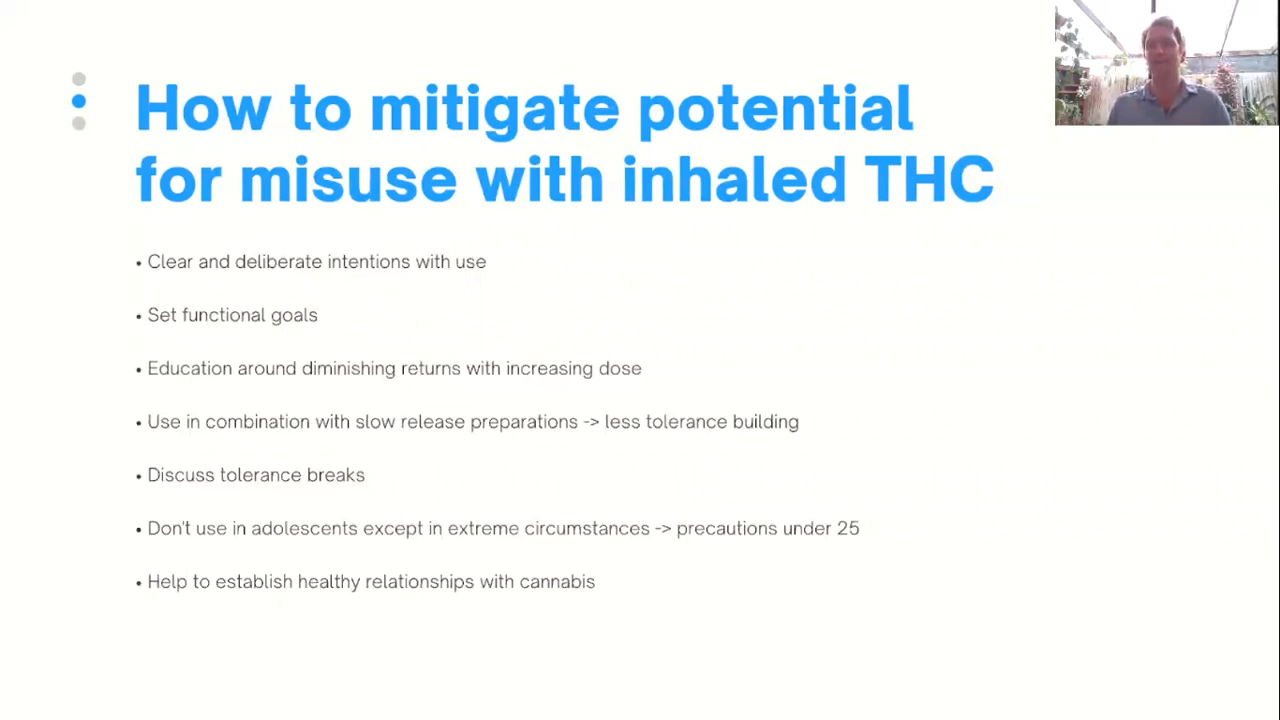 How to mitigate potential
for misuse with inhaled THC
• Clear and deliberate intentions with use
• Set functional goals
• Education around diminishing returns with increasing dose
• Use in combination with slow release preparations -> less tolerance building
• Discuss tolerance breaks
• Don't use in adolescents except in extreme circumstances -> precautions under 25
• Help to establish healthy relationships with cannabis